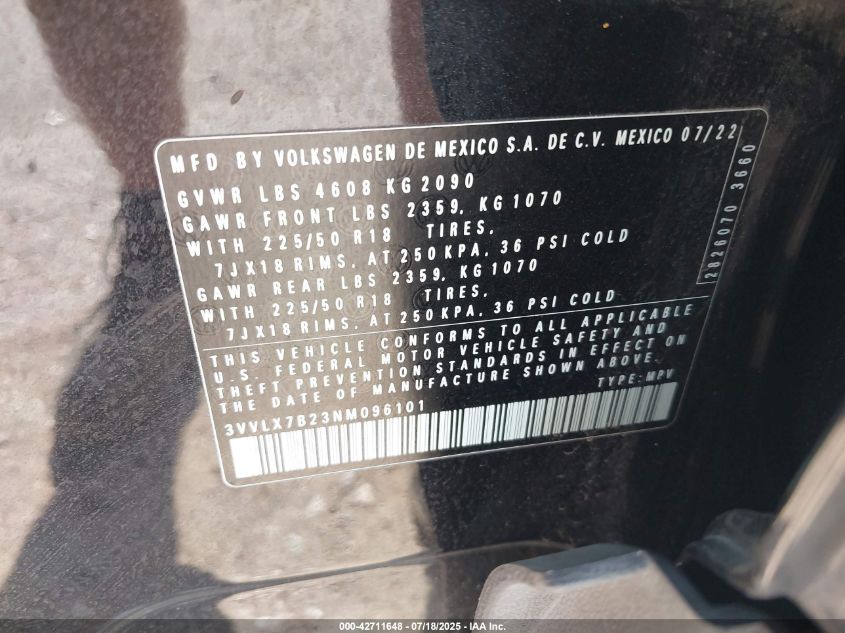 MFD BY VOLKSWAGEN DE MEXICO S.A. DE C.V. MEXICO 07/22
GVWR LBS 4608 KG 2090
GAWR FRONT LBS 2359, KG 1070
WITH 225/50 R18 TIRES,
7JX18 RIMS, AT 250 KPA, 36 PSI COLD
GAWR REAR LBS 2359, KG 1070
WITH 225/50 R18 TIRES,
7JX18 RIMS, AT 250 KPA, 36 PSI COLD
THIS VEHICLE CONFORMS TO ALL APPLICABLE
U.S. FEDERAL MOTOR VEHICLE SAFETY AND
THEFT PREVENTION STANDARDS IN EFFECT ON
THE DATE OF MANUFACTURE SHOWN ABOVE.
TYPE: MPV
3VVLX7B23NM096101
2826070 3660
000-42711648 - 07/18/2025 - IAA Inc.